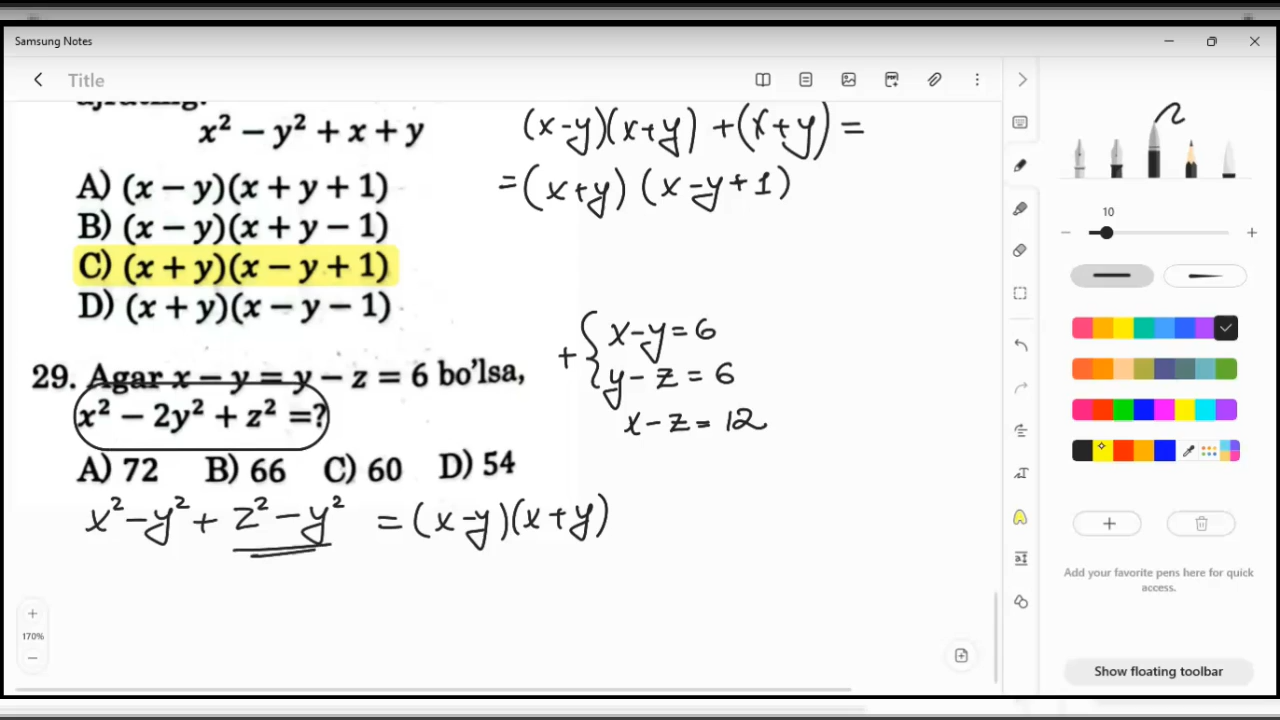 Samsung Notes
Title
x² − y² + x + y
A) (x − y)(x + y + 1)
B) (x − y)(x + y − 1)
C) (x + y)(x − y + 1)
D) (x + y)(x − y − 1)
(x-y)(x+y) + (x+y) =
= (x+y) (x-y+1)
29. Agar x − y = y − z = 6 bo'lsa,
x² − 2y² + z² =?
A) 72 B) 66 C) 60 D) 54
+ { x-y = 6
y - z = 6
x - z = 12
x² - y² + z² - y² = (x-y)(x+y)
170%
10
Add your favorite pens here for quick
access.
Show floating toolbar